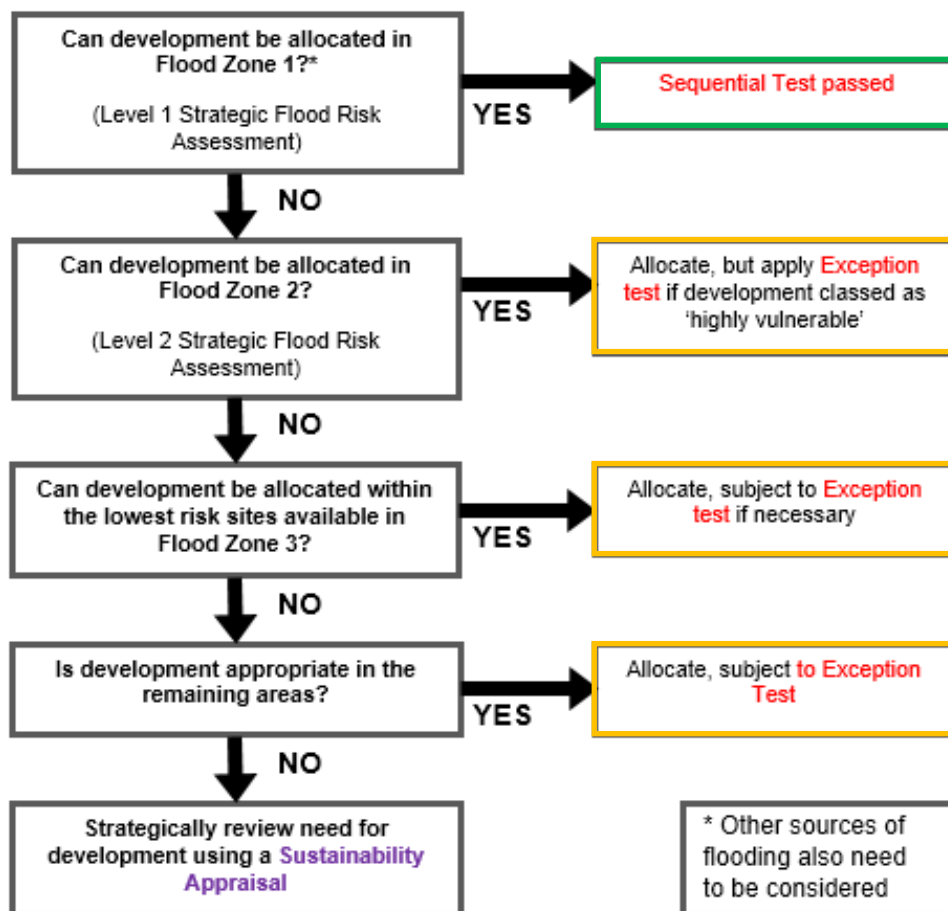 Can development be allocated in
Flood Zone 1?*
(Level 1 Strategic Flood Risk
Assessment)
YES
Sequential Test passed
NO
Can development be allocated in
Flood Zone 2?
(Level 2 Strategic Flood Risk
Assessment)
YES
Allocate, but apply Exception
test if development classed as
‘highly vulnerable’
NO
Can development be allocated within
the lowest risk sites available in
Flood Zone 3?
YES
Allocate, subject to Exception
test if necessary
NO
Is development appropriate in the
remaining areas?
YES
Allocate, subject to Exception
Test
NO
Strategically review need for
development using a Sustainability
Appraisal
* Other sources of
flooding also need
to be considered